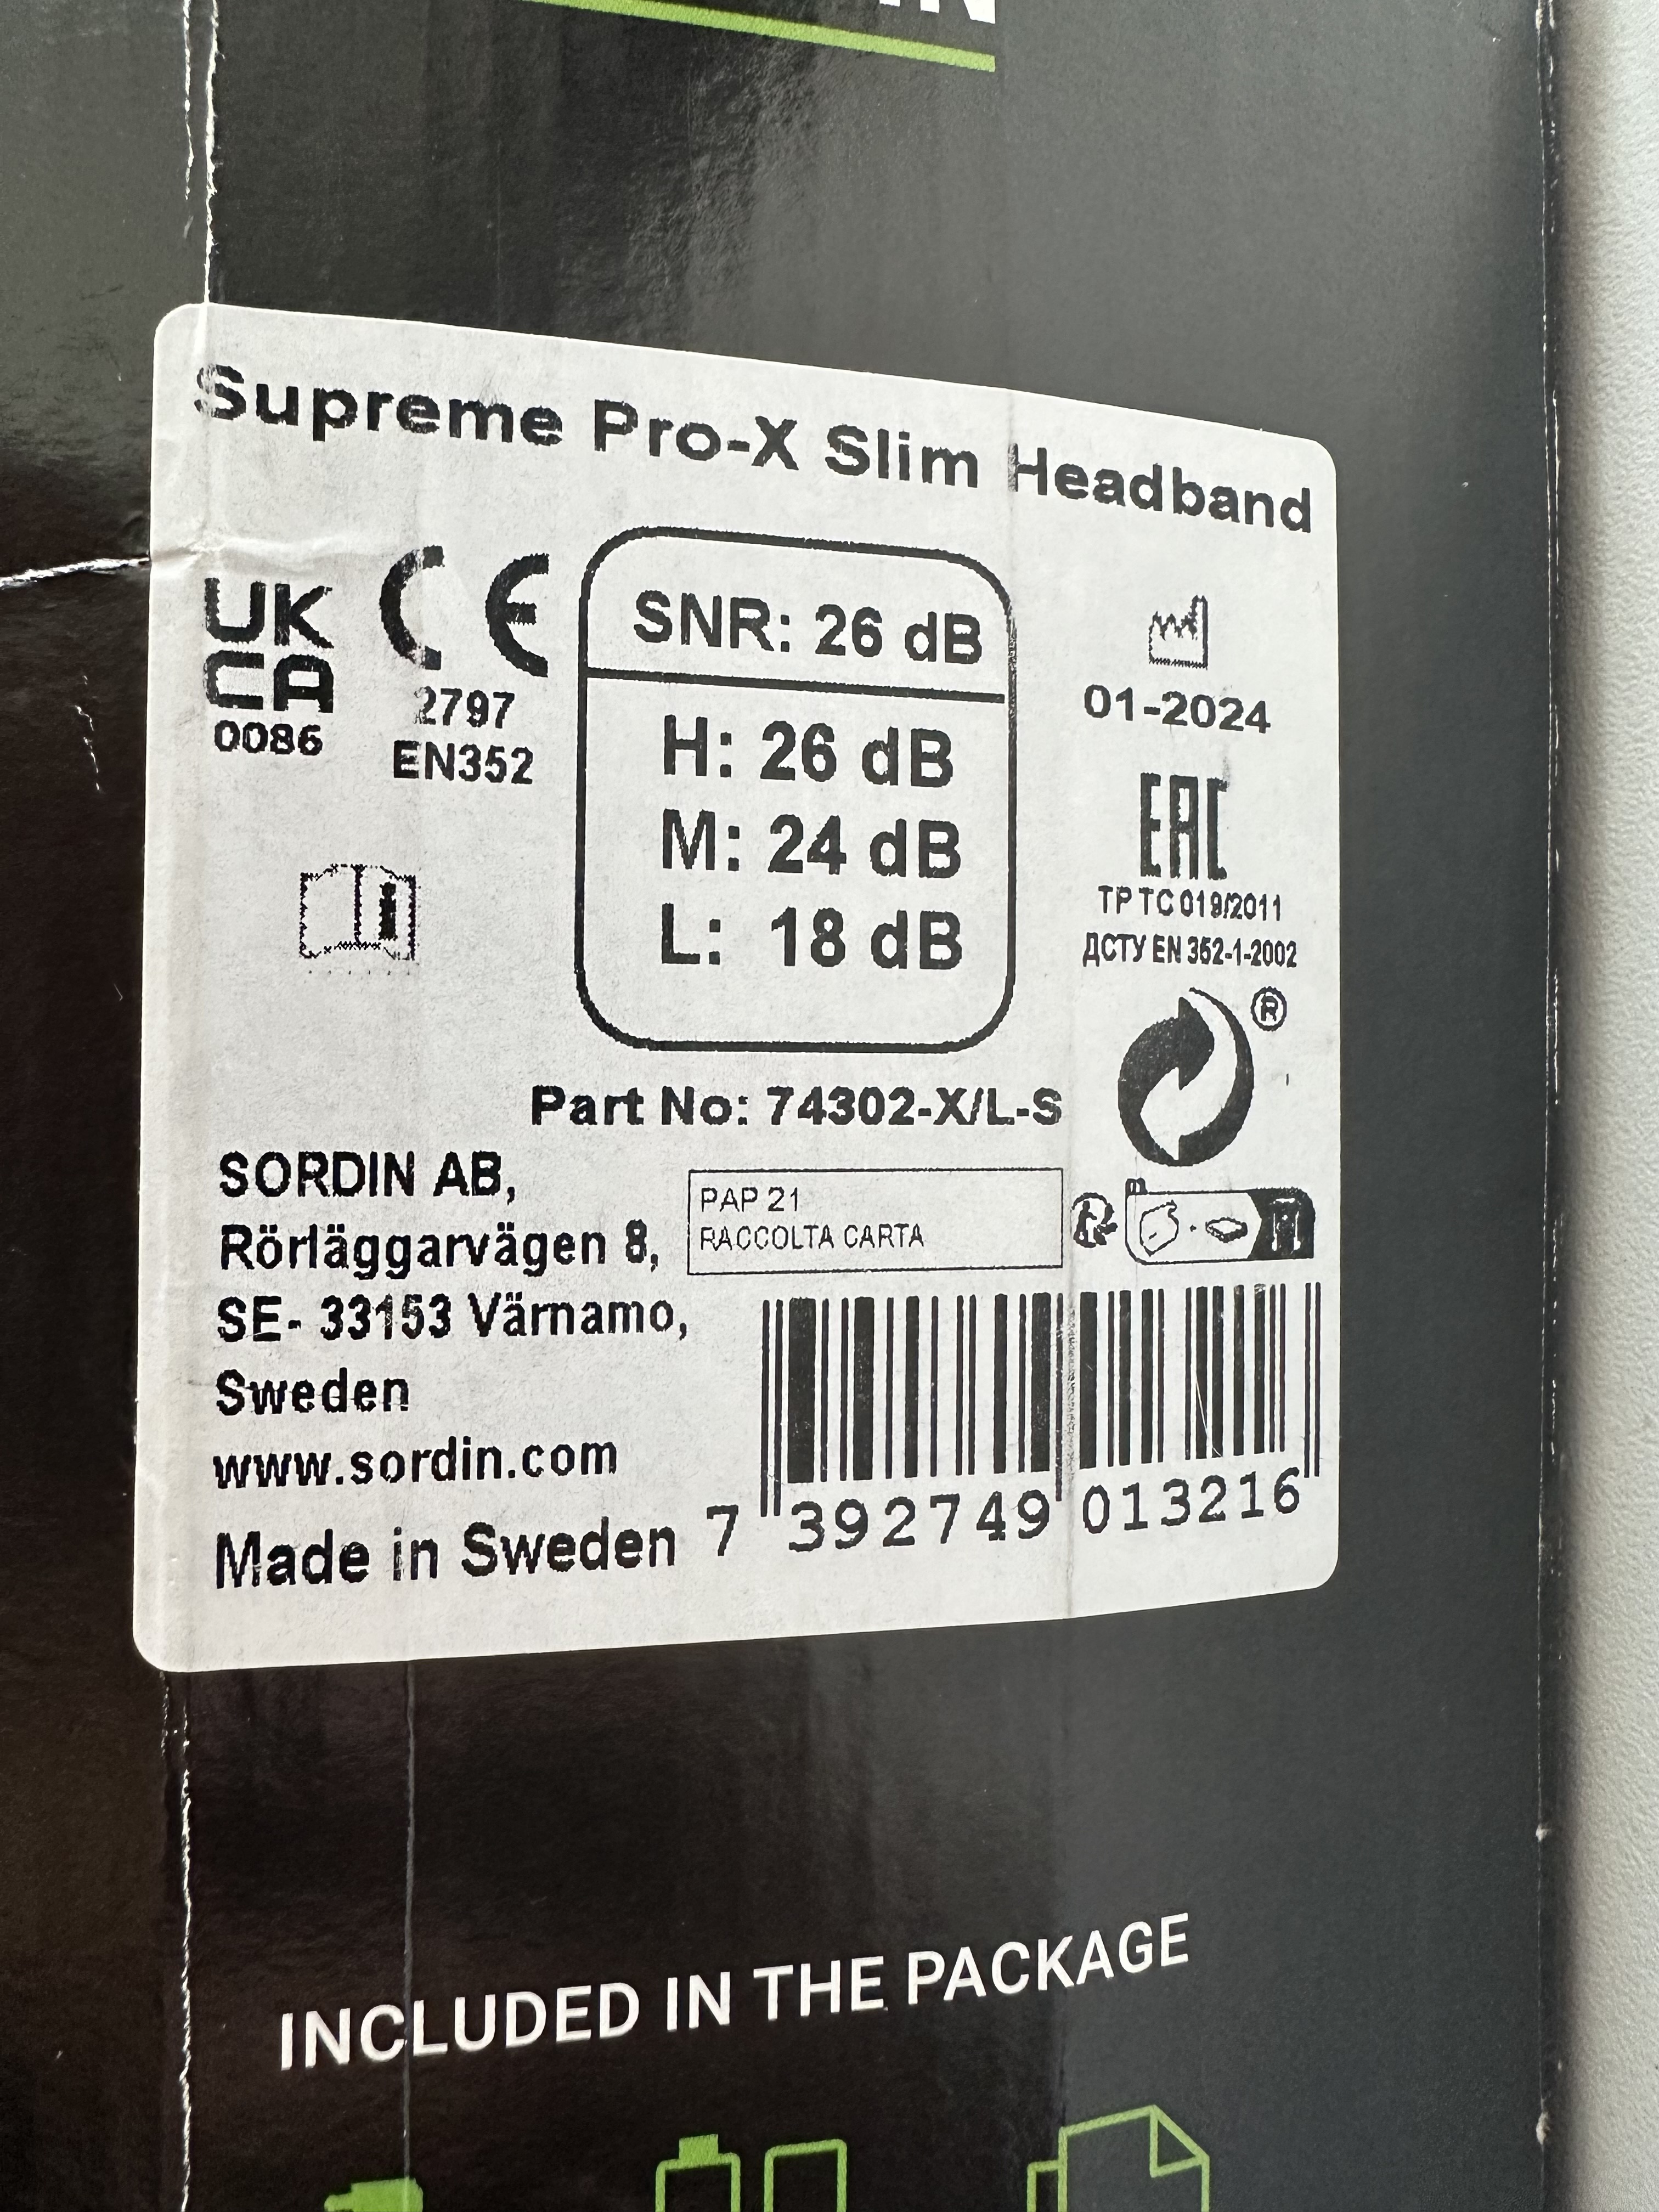 IN
Supreme Pro-X Slim Headband
UK
CA
0086
CE
2797
EN352
SNR: 26 dB
H: 26 dB
M: 24 dB
L: 18 dB
01-2024
EAC
ТР ТС 019/2011
ДСТУ EN 352-1-2002
®
Part No: 74302-X/L-S
SORDIN AB,
Rörläggarvägen 8,
SE- 33153 Värnamo,
Sweden
www.sordin.com
Made in Sweden
PAP 21
RACCOLTA CARTA
7 392749 013216
INCLUDED IN THE PACKAGE